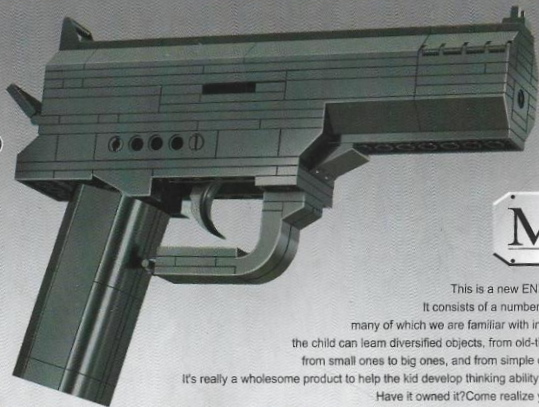 M
This is a new EN
It consists of a number
many of which we are familiar with in
the child can learn diversified objects, from old-t
from small ones to big ones, and from simple
It's really a wholesome product to help the kid develop thinking ability
Have it owned it?Come realize y